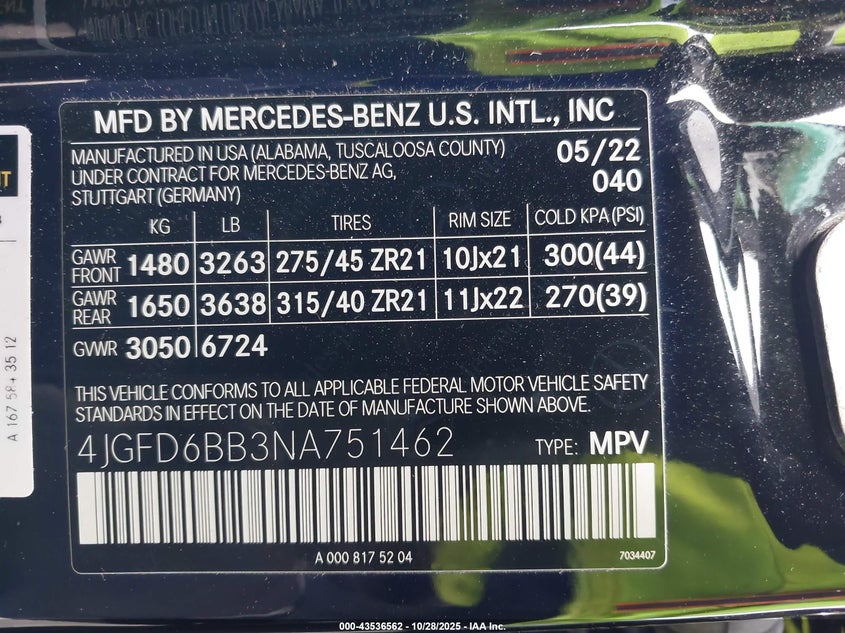 MFD BY MERCEDES-BENZ U.S. INTL., INC
MANUFACTURED IN USA (ALABAMA, TUSCALOOSA COUNTY)
UNDER CONTRACT FOR MERCEDES-BENZ AG,
STUTTGART (GERMANY)
05/22
040
KG LB TIRES RIM SIZE COLD KPA (PSI)
GAWR FRONT 1480 3263 275/45 ZR21 10Jx21 300(44)
GAWR REAR 1650 3638 315/40 ZR21 11Jx22 270(39)
GVWR 3050 6724
THIS VEHICLE CONFORMS TO ALL APPLICABLE FEDERAL MOTOR VEHICLE SAFETY
STANDARDS IN EFFECT ON THE DATE OF MANUFACTURE SHOWN ABOVE.
4JGFD6BB3NA751462 TYPE: MPV
A 000 817 52 04 7034407
A 167 584 35 12
000-43536562 - 10/28/2025 - IAA Inc.